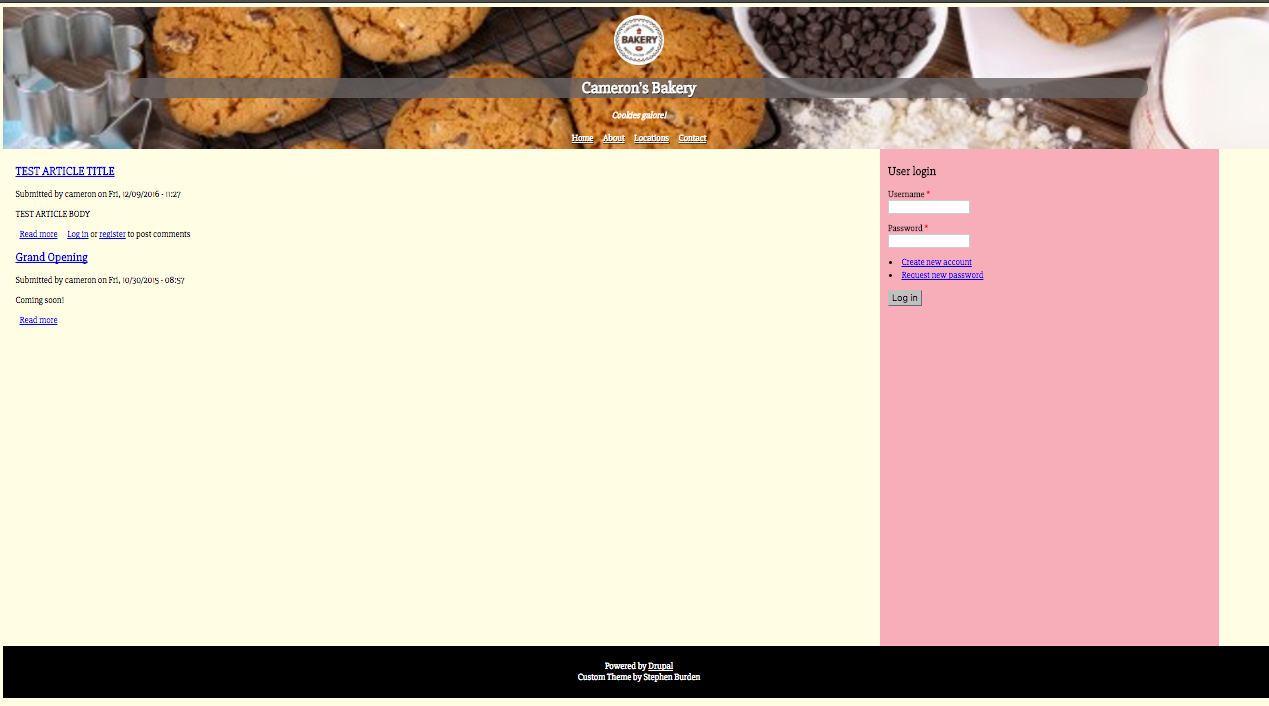 BAKERY
Cameron's Bakery
Cookies galore!
Home About Locations Contact
TEST ARTICLE TITLE
Submitted by cameron on Fri, 12/09/2016 - 11:27
TEST ARTICLE BODY
Read more Log in or register to post comments
Grand Opening
Submitted by cameron on Fri, 10/30/2015 - 08:57
Coming soon!
Read more
User login
Username *
Password *
Create new account
Request new password
Log in
Powered by Drupal
Custom Theme by Stephen Burden